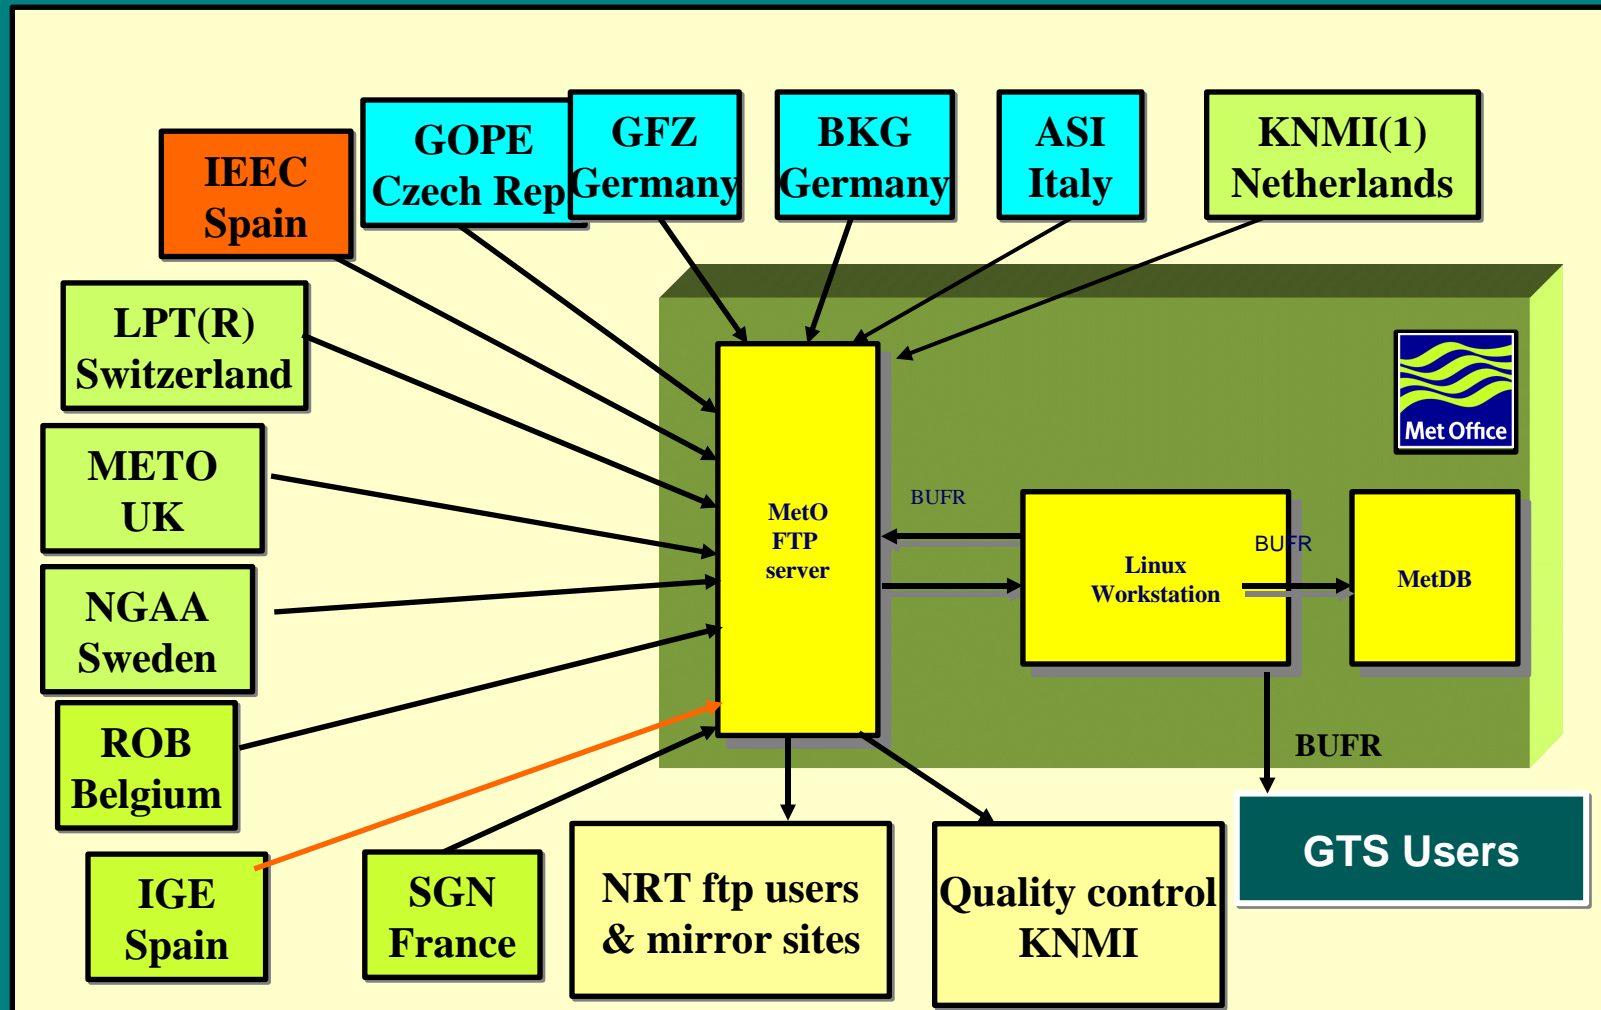 IEEC
Spain
GOPE
Czech Rep
GFZ
Germany
BKG
Germany
ASI
Italy
KNMI(1)
Netherlands
LPT(R)
Switzerland
METO
UK
NGAA
Sweden
ROB
Belgium
IGE
Spain
SGN
France
MetO
FTP
server
BUFR
Linux
Workstation
BUFR
MetDB
Met Office
BUFR
NRT ftp users
& mirror sites
Quality control
KNMI
GTS Users